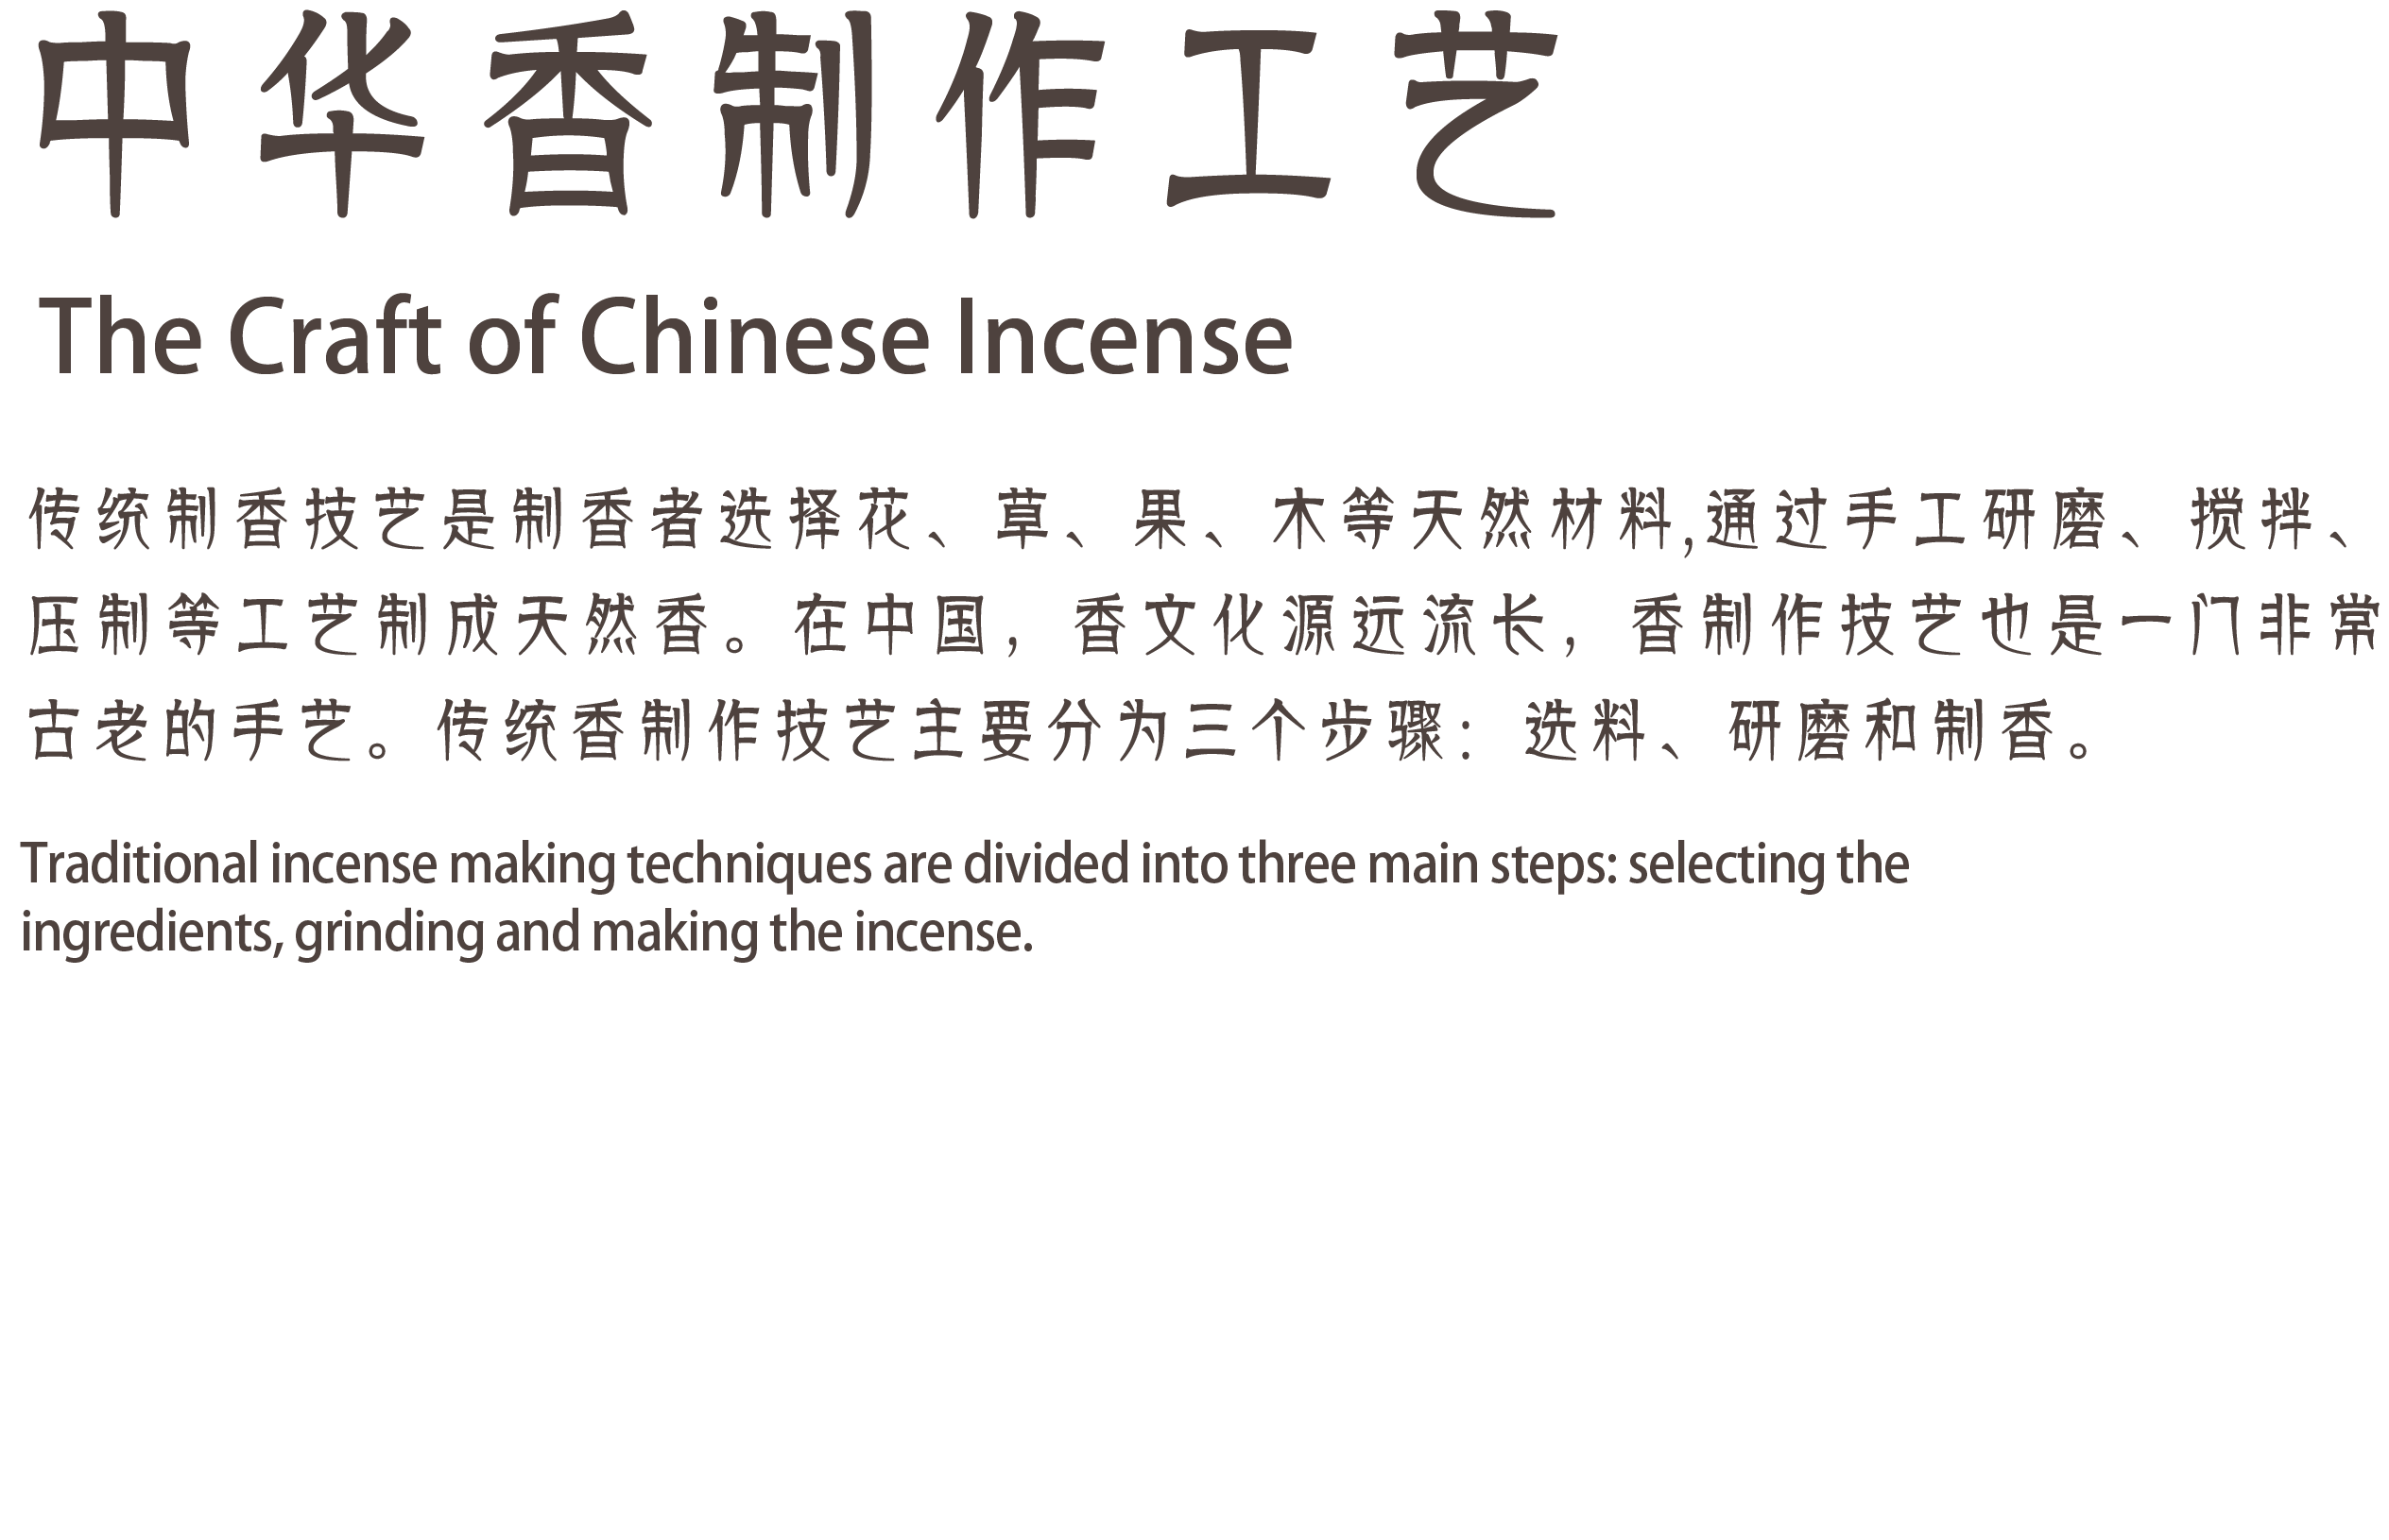 中华香制作工艺
The Craft of Chinese Incense
传统制香技艺是制香者选择花、草、果、木等天然材料,通过手工研磨、搅拌、
压制等工艺制成天然香。在中国，香文化源远流长，香制作技艺也是一门非常
古老的手艺。传统香制作技艺主要分为三个步骤：选料、研磨和制香。
Traditional incense making techniques are divided into three main steps: selecting the
ingredients, grinding and making the incense.